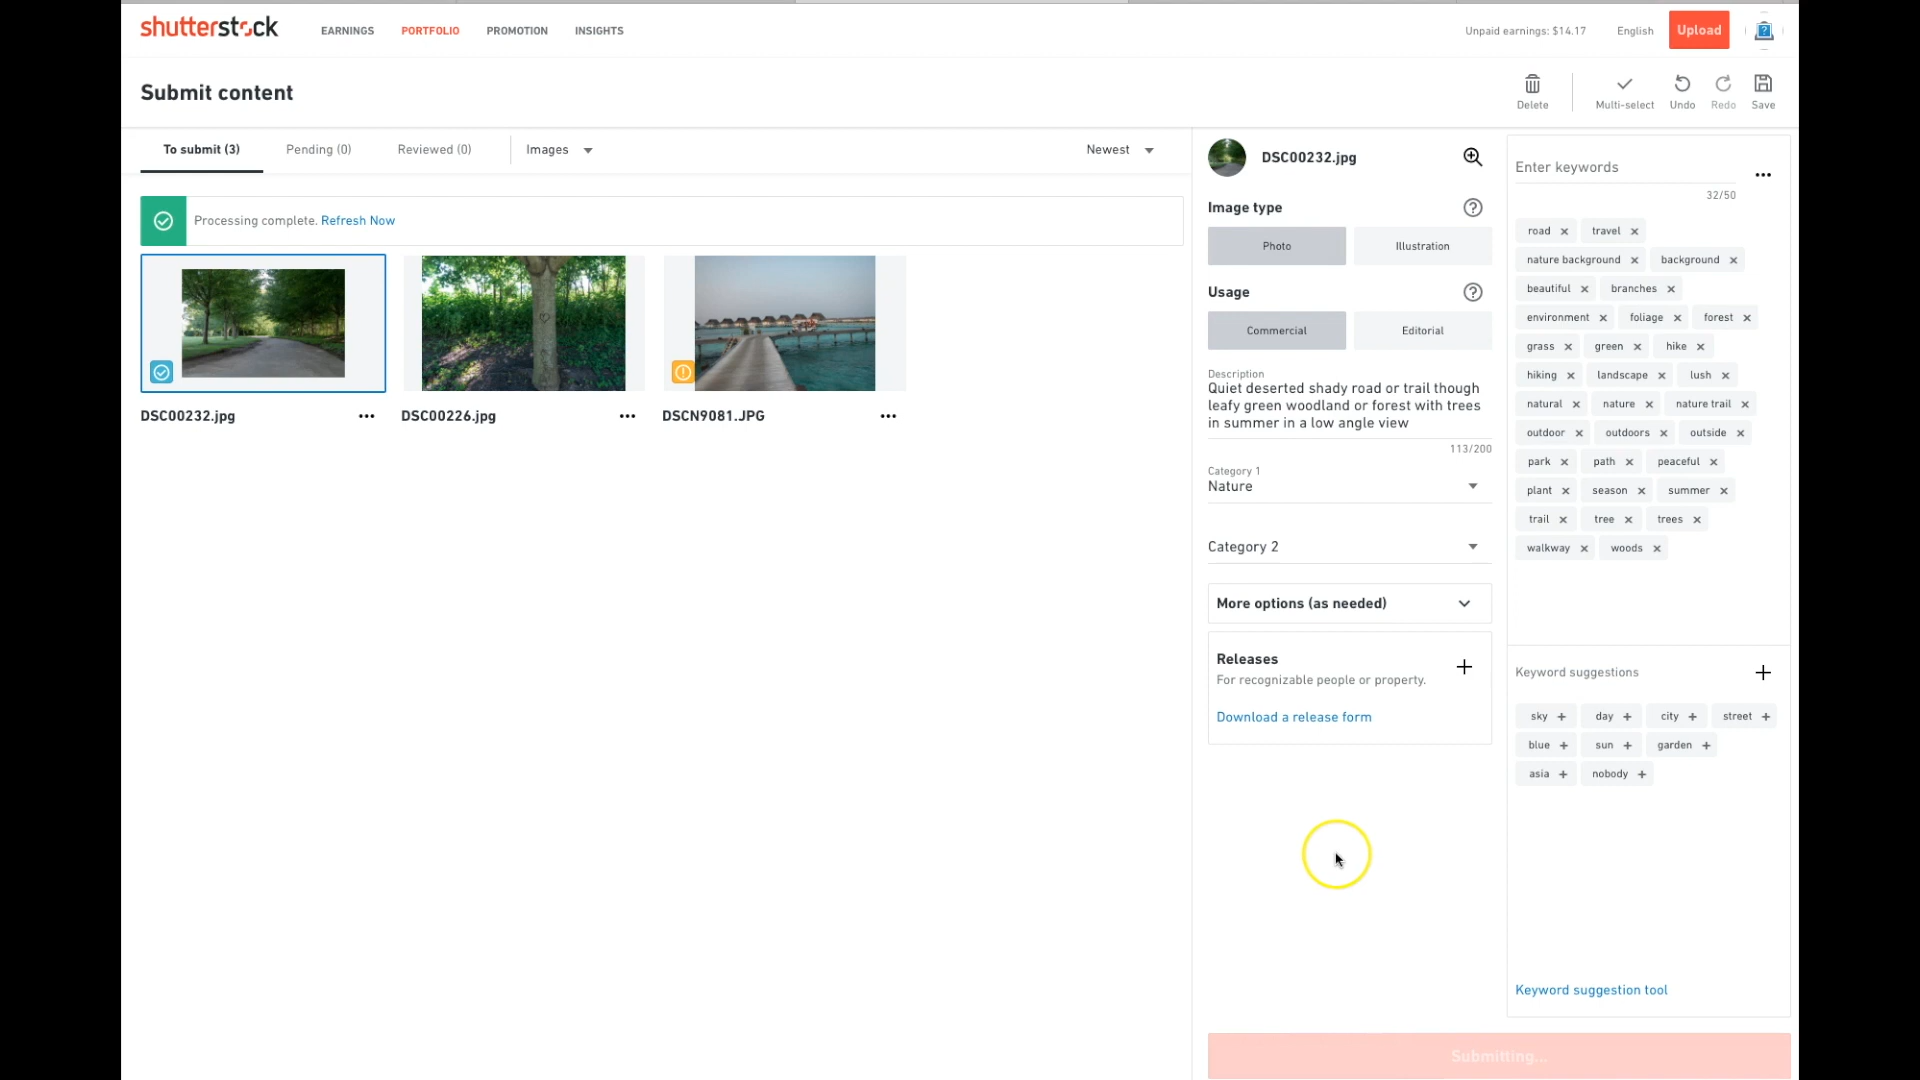 shutterstock
EARNINGS PORTFOLIO PROMOTION INSIGHTS
Unpaid earnings: $14.17 English Upload
Submit content
Delete Multi-select Undo Redo Save
To submit (3) Pending (0) Reviewed (0) Images Newest
Processing complete. Refresh Now
DSC00232.jpg DSC00226.jpg DSCN9081.JPG
DSC00232.jpg
Image type
Photo Illustration
Usage
Commercial Editorial
Description
Quiet deserted shady road or trail though
leafy green woodland or forest with trees
in summer in a low angle view
113/200
Category 1
Nature
Category 2
More options (as needed)
Releases
For recognizable people or property.
Download a release form
Enter keywords
32/50
road travel
nature background background
beautiful branches
environment foliage forest
grass green hike
hiking landscape lush
natural nature nature trail
outdoor outdoors outside
park path peaceful
plant season summer
trail tree trees
walkway woods
Keyword suggestions
sky day city street
blue sun garden
asia nobody
Keyword suggestion tool
Submitting...